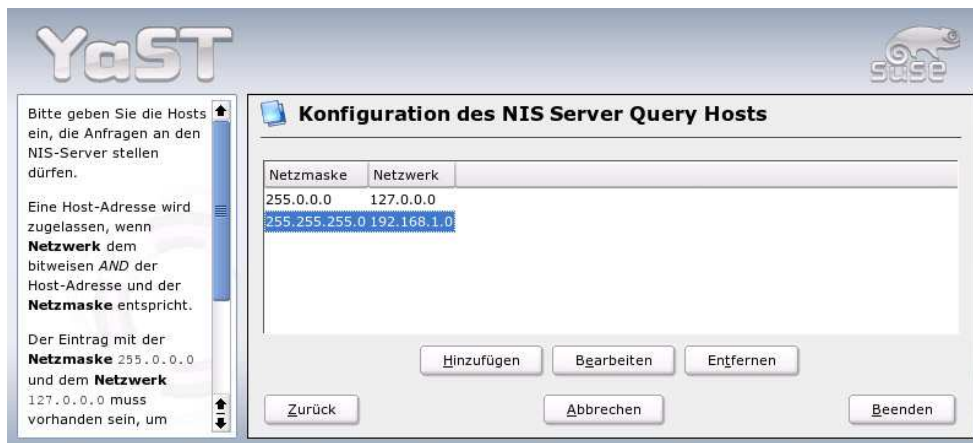 YaST
SUSE
Bitte geben Sie die Hosts
ein, die Anfragen an den
NIS-Server stellen
dürfen.
Eine Host-Adresse wird
zugelassen, wenn
Netzwerk dem
bitweisen AND der
Host-Adresse und der
Netzmaske entspricht.
Der Eintrag mit der
Netzmaske 255.0.0.0
und dem Netzwerk
127.0.0.0 muss
vorhanden sein, um
Konfiguration des NIS Server Query Hosts
Netzmaske Netzwerk
255.0.0.0 127.0.0.0
255.255.255.0 192.168.1.0
Hinzufügen Bearbeiten Entfernen
Zurück Abbrechen Beenden